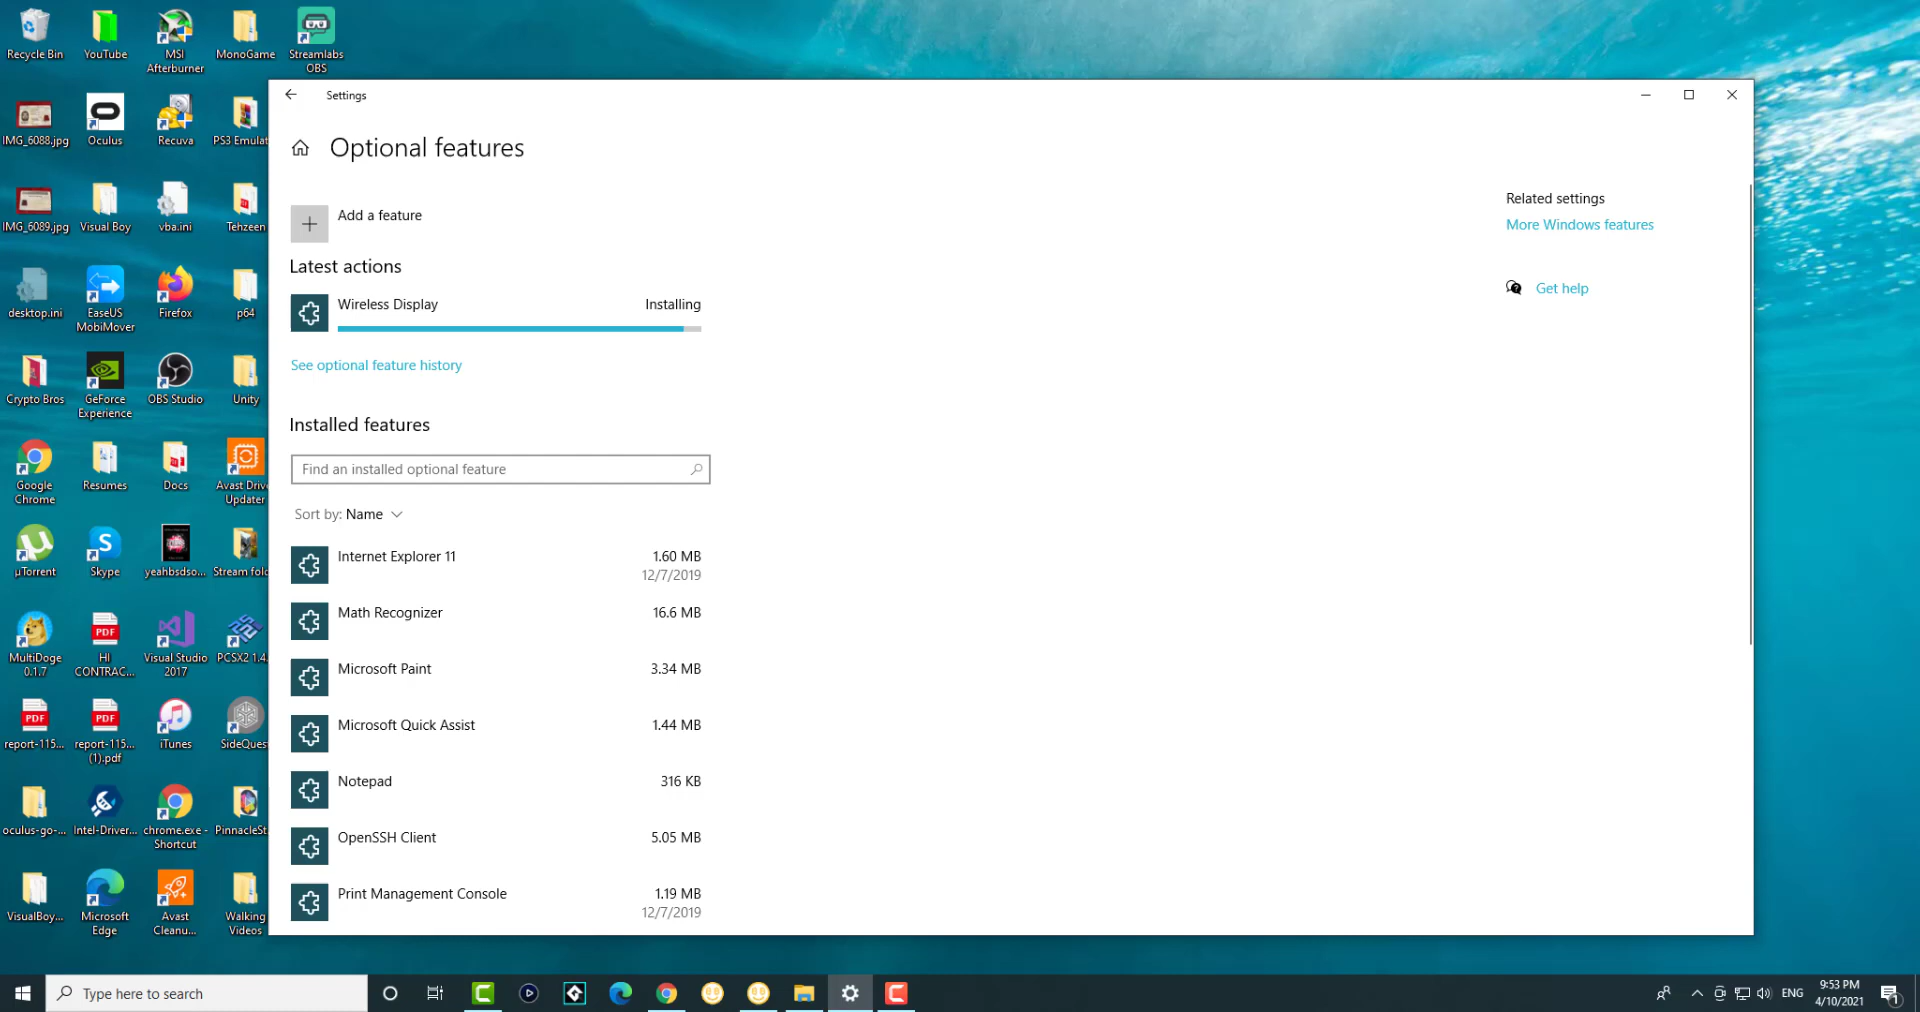 Recycle Bin
YouTube
MSI
Afterburner
MonoGame
Streamlabs
OBS
IMG_6088.jpg
Oculus
Recuva
PS3 Emulat
IMG_6089.jpg
Visual Boy
vba.ini
Tehzeen
desktop.ini
EaseUS
MobiMover
Firefox
p64
Crypto Bros
GeForce
Experience
OBS Studio
Unity
Google
Chrome
Resumes
Docs
Avast Drive
Updater
µTorrent
Skype
yeahbsdso...
Stream fold
MultiDoge
0.1.7
PDF
HI
CONTRAC...
Visual Studio
2017
PCSX2 1.4.
PDF
report-115...
PDF
report-115...
(1).pdf
iTunes
SideQuest
oculus-go-...
Intel-Driver...
chrome.exe -
Shortcut
PinnacleSt
VisualBoy...
Microsoft
Edge
Avast
Cleanu...
Walking
Videos
Settings
Optional features
Add a feature
Latest actions
Wireless Display Installing
See optional feature history
Installed features
Find an installed optional feature
Sort by: Name
Internet Explorer 11 1.60 MB
12/7/2019
Math Recognizer 16.6 MB
Microsoft Paint 3.34 MB
Microsoft Quick Assist 1.44 MB
Notepad 316 KB
OpenSSH Client 5.05 MB
Print Management Console 1.19 MB
12/7/2019
Related settings
More Windows features
Get help
Type here to search
ENG
9:53 PM
4/10/2021
1